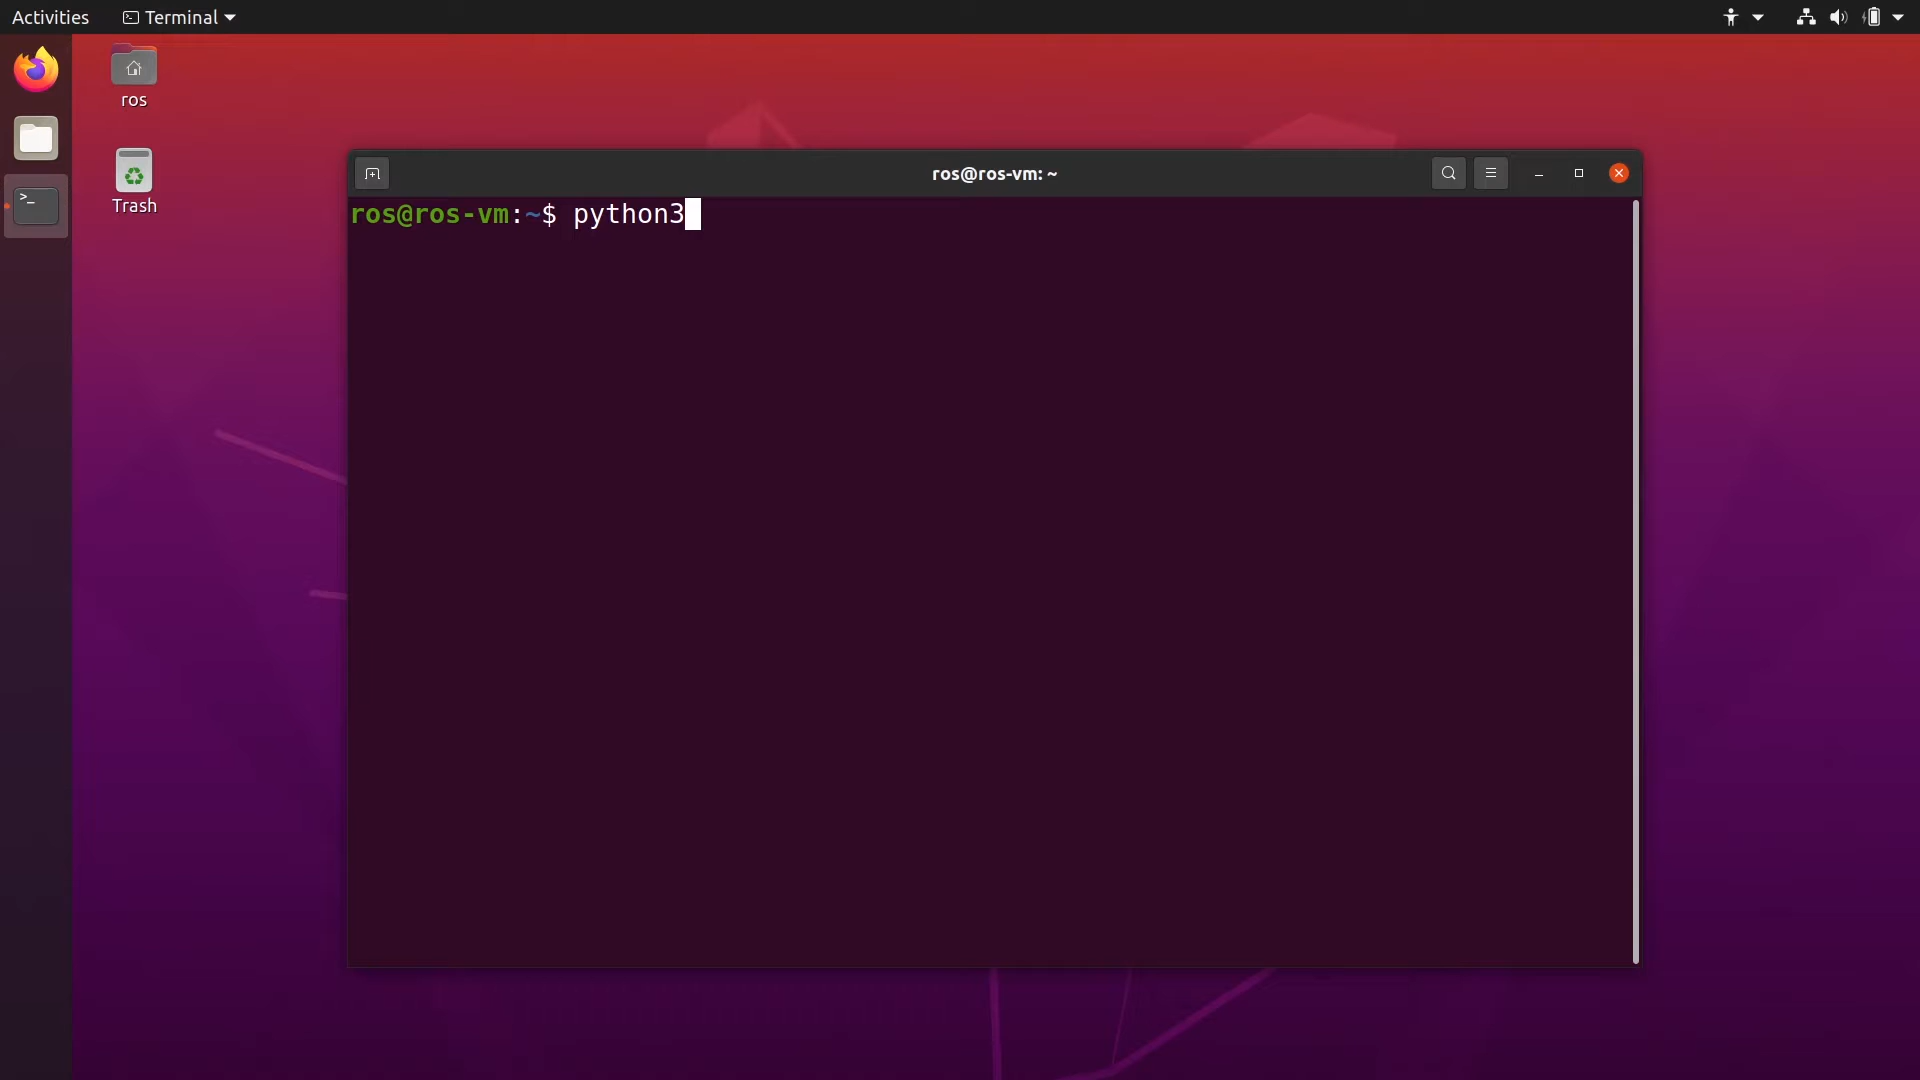 Activities
Terminal
ros
Trash
ros@ros-vm: ~
ros@ros-vm:~$ python3